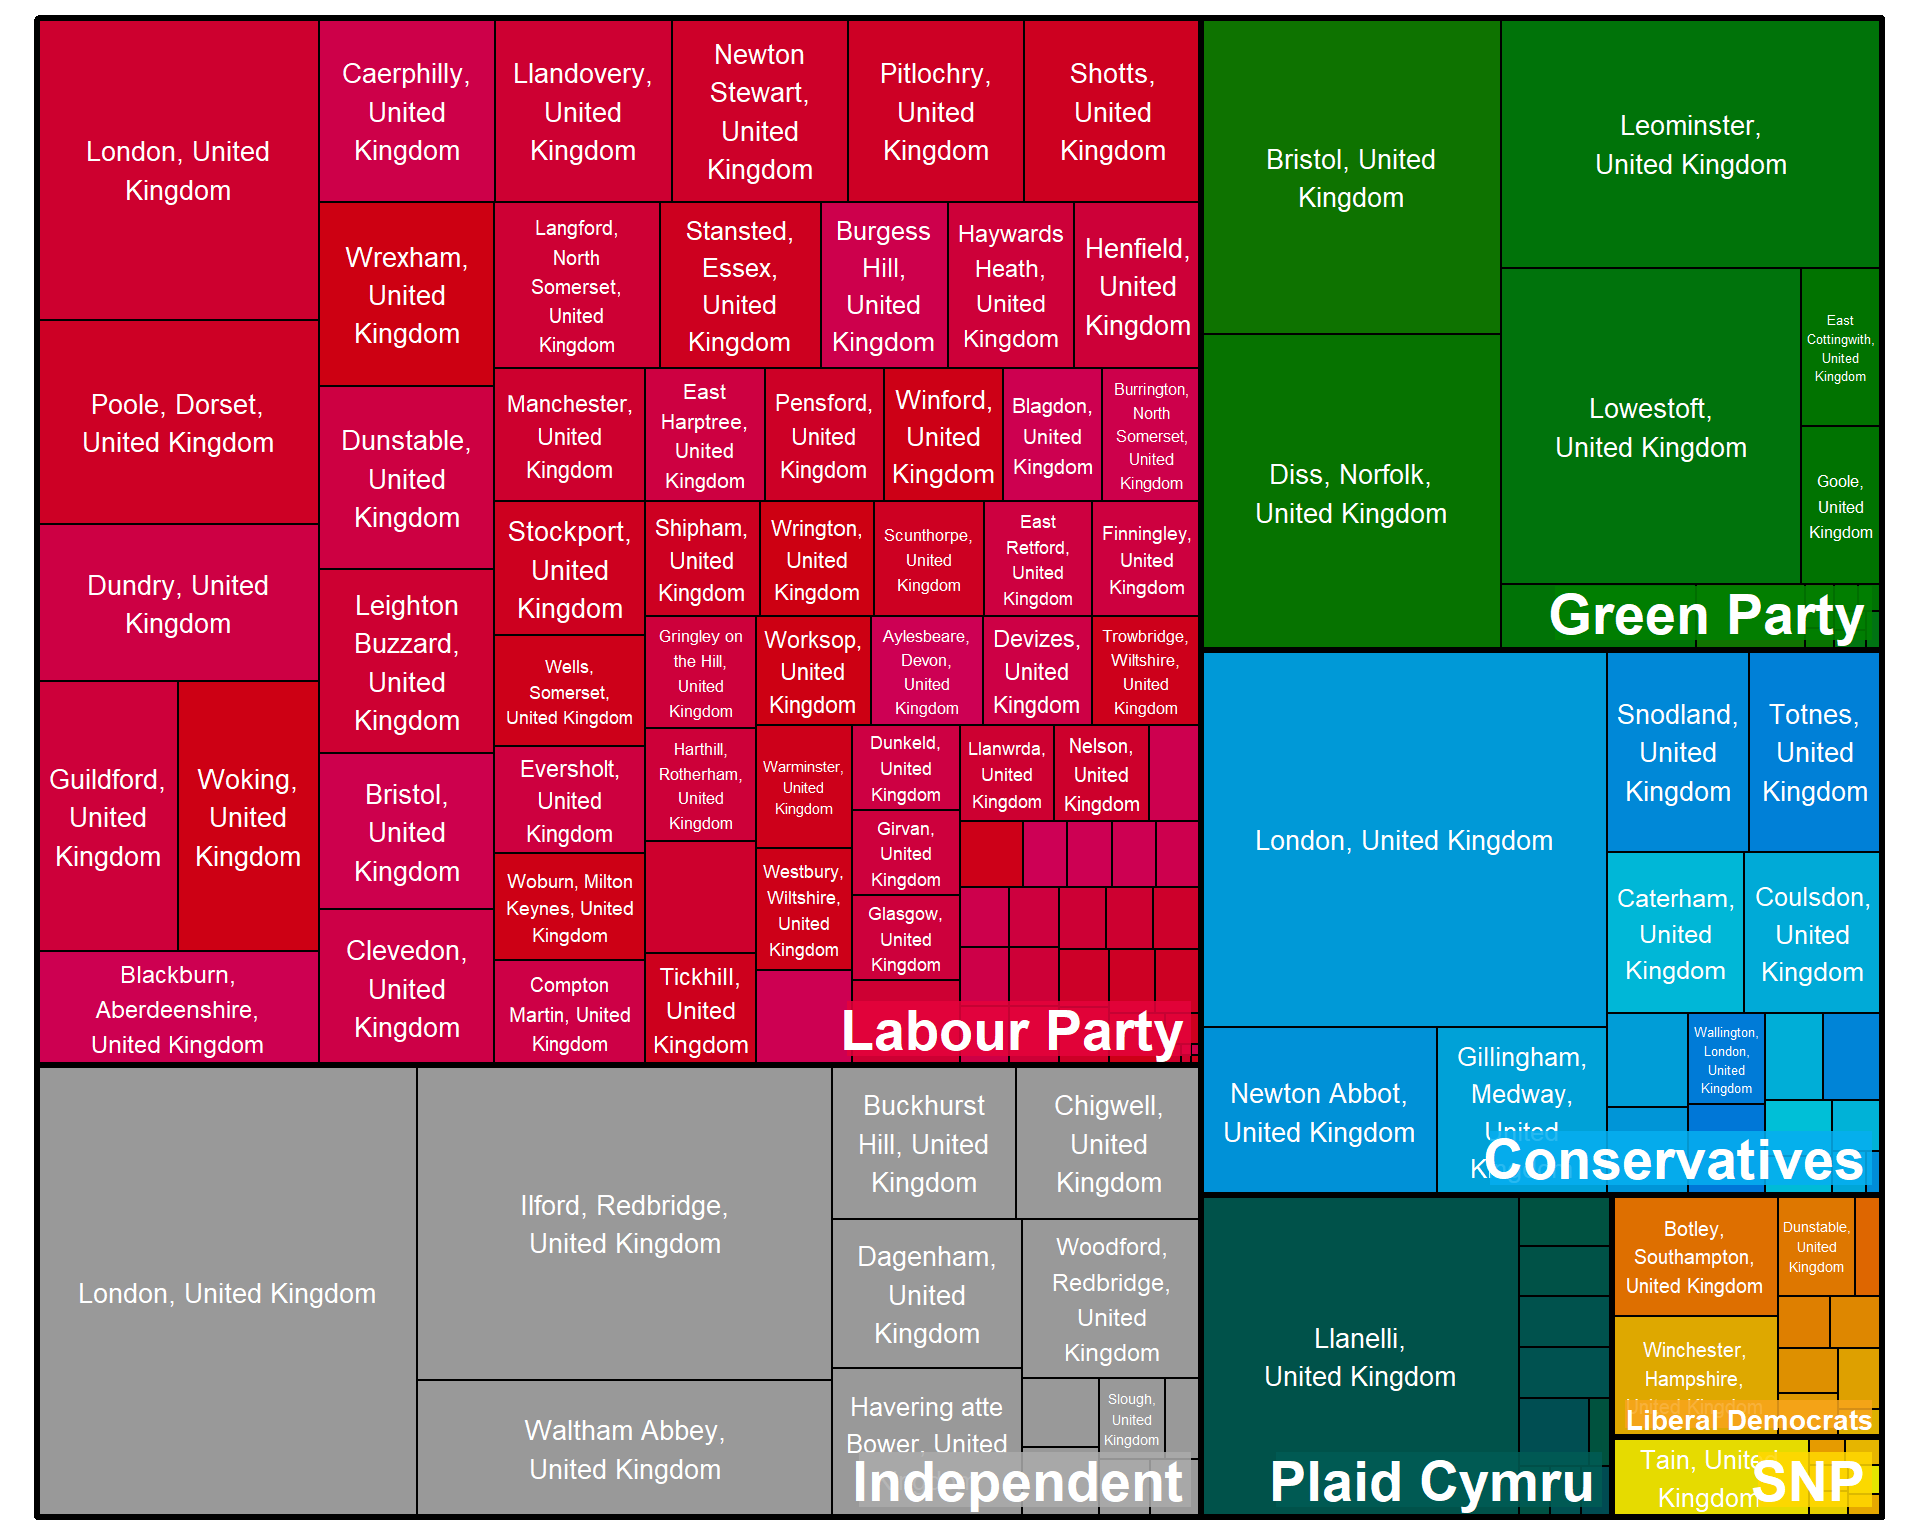 London, United
Kingdom
Poole, Dorset,
United Kingdom
Dundry, United
Kingdom
Guildford,
United
Kingdom
Woking,
United
Kingdom
Blackburn,
Aberdeenshire,
United Kingdom
Caerphilly,
United
Kingdom
Wrexham,
United
Kingdom
Dunstable,
United
Kingdom
Leighton
Buzzard,
United
Kingdom
Bristol,
United
Kingdom
Clevedon,
United
Kingdom
Llandovery,
United
Kingdom
Newton
Stewart,
United
Kingdom
Pitlochry,
United
Kingdom
Shotts,
United
Kingdom
Langford,
North
Somerset,
United
Kingdom
Stansted,
Essex,
United
Kingdom
Burgess
Hill,
United
Kingdom
Haywards
Heath,
United
Kingdom
Henfield,
United
Kingdom
Manchester,
United
Kingdom
Stockport,
United
Kingdom
Wells,
Somerset,
United Kingdom
Eversholt,
United
Kingdom
Woburn, Milton
Keynes, United
Kingdom
Compton
Martin, United
Kingdom
East
Harptree,
United
Kingdom
Pensford,
United
Kingdom
Winford,
United
Kingdom
Blagdon,
United
Kingdom
Burrington,
North
Somerset,
United
Kingdom
Shipham,
United
Kingdom
Wrington,
United
Kingdom
Scunthorpe,
United
Kingdom
East
Retford,
United
Kingdom
Finningley,
United
Kingdom
Gringley on
the Hill,
United
Kingdom
Harthill,
Rotherham,
United
Kingdom
Tickhill,
United
Kingdom
Worksop,
United
Kingdom
Aylesbeare,
Devon,
United
Kingdom
Devizes,
United
Kingdom
Trowbridge,
Wiltshire,
United
Kingdom
Warminster,
United
Kingdom
Westbury,
Wiltshire,
United
Kingdom
Dunkeld,
United
Kingdom
Girvan,
United
Kingdom
Glasgow,
United
Kingdom
Llanwrda,
United
Kingdom
Nelson,
United
Kingdom
Labour Party
London, United Kingdom
Ilford, Redbridge,
United Kingdom
Waltham Abbey,
United Kingdom
Buckhurst
Hill, United
Kingdom
Chigwell,
United
Kingdom
Dagenham,
United
Kingdom
Woodford,
Redbridge,
United
Kingdom
Havering atte
Bower, United
Slough,
United
Kingdom
Independent
Bristol, United
Kingdom
Diss, Norfolk,
United Kingdom
Leominster,
United Kingdom
Lowestoft,
United Kingdom
East
Cottingwith,
United
Kingdom
Goole,
United
Kingdom
Green Party
London, United Kingdom
Newton Abbot,
United Kingdom
Gillingham,
Medway,
United
Snodland,
United
Kingdom
Totnes,
United
Kingdom
Caterham,
United
Kingdom
Coulsdon,
United
Kingdom
Wallington,
London,
United
Kingdom
Conservatives
Llanelli,
United Kingdom
Plaid Cymru
Botley,
Southampton,
United Kingdom
Dunstable,
United
Kingdom
Winchester,
Hampshire,
United Kingdom
Liberal Democrats
Tain, United
Kingdom
SNP